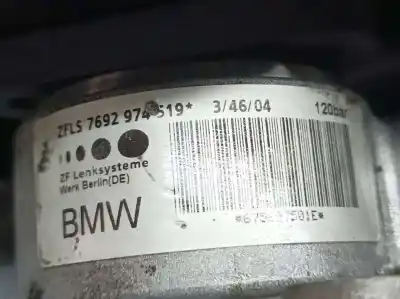 ZFLS 7692 974 519* 3/46/04 120bar
ZF Lenksysteme
Werk Berlin(DE)
BMW